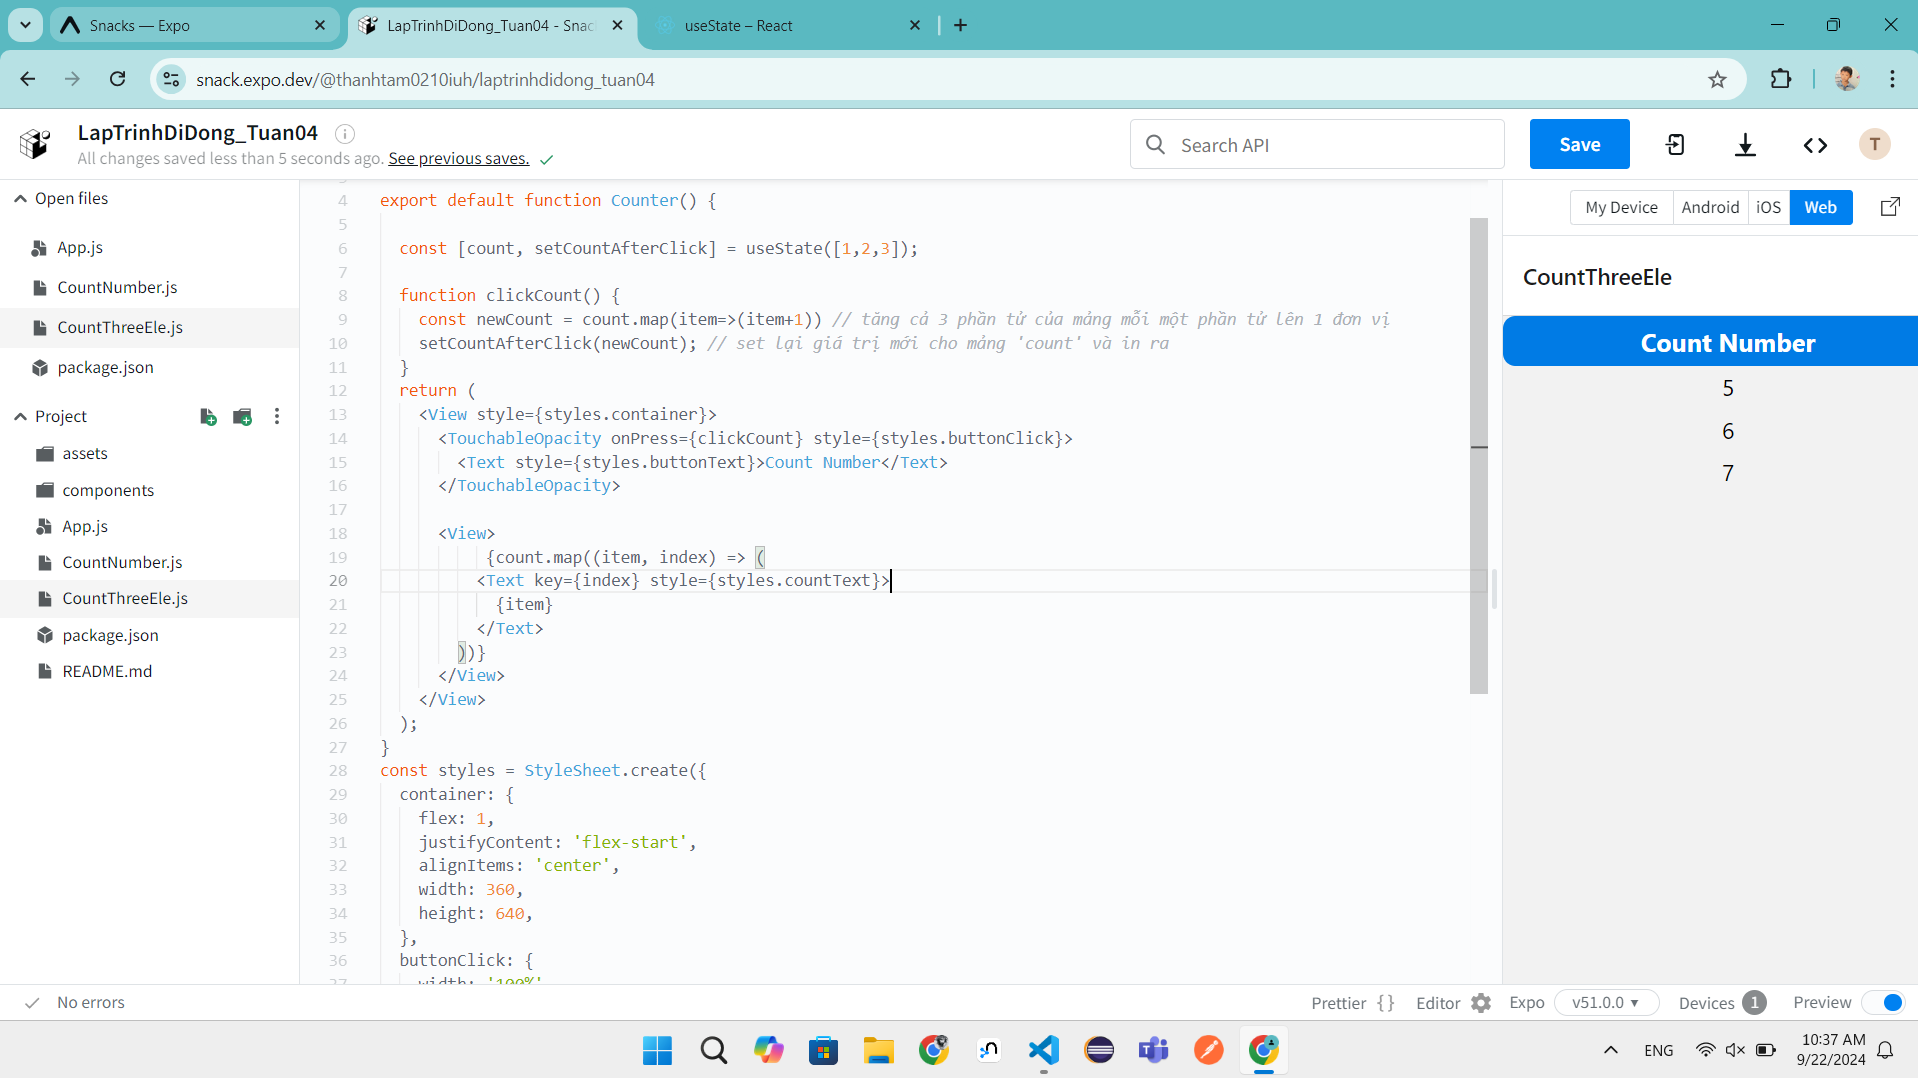 Snacks — Expo
LapTrinhDiDong_Tuan04 - Snac
useState – React
snack.expo.dev/@thanhtam0210iuh/laptrinhdidong_tuan04
LapTrinhDiDong_Tuan04
All changes saved less than 5 seconds ago. See previous saves.
Search API
Save
T
Open files
App.js
CountNumber.js
CountThreeEle.js
package.json
Project
assets
components
App.js
CountNumber.js
CountThreeEle.js
package.json
README.md
4 export default function Counter() {
5
6 const [count, setCountAfterClick] = useState([1,2,3]);
7
8 function clickCount() {
9 const newCount = count.map(item=>(item+1)) // tăng cả 3 phần tử của mảng mỗi một phần tử lên 1 đơn vị
10 setCountAfterClick(newCount); // set lại giá trị mới cho mảng 'count' và in ra
11 }
12 return (
13 <View style={styles.container}>
14 <TouchableOpacity onPress={clickCount} style={styles.buttonClick}>
15 <Text style={styles.buttonText}>Count Number</Text>
16 </TouchableOpacity>
17
18 <View>
19 {count.map((item, index) => (
20 <Text key={index} style={styles.countText}>
21 {item}
22 </Text>
23 ))}
24 </View>
25 </View>
26 );
27 }
28 const styles = StyleSheet.create({
29 container: {
30 flex: 1,
31 justifyContent: 'flex-start',
32 alignItems: 'center',
33 width: 360,
34 height: 640,
35 },
36 buttonClick: {
37 width: '100%'
My Device
Android
iOS
Web
CountThreeEle
Count Number
5
6
7
No errors
Prettier { }
Editor
Expo
v51.0.0
Devices 1
Preview
ENG
10:37 AM
9/22/2024